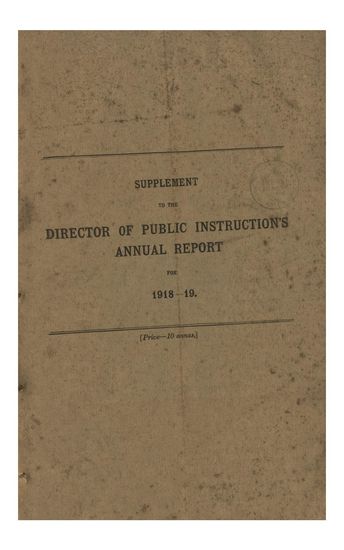 SUPPLEMENT
TO THE
DIRECTOR OF PUBLIC INSTRUCTION'S
ANNUAL REPORT
FOR
1918-19.
[Price—10 annas.]